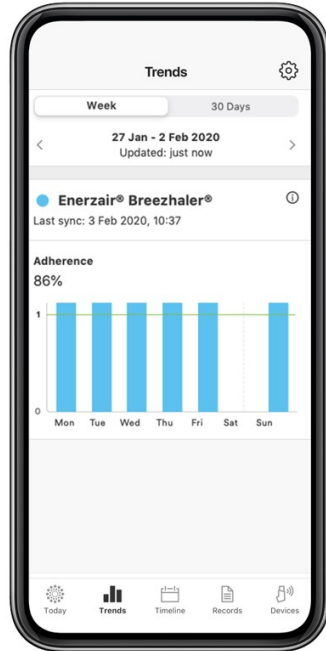 Trends
Week
30 Days
27 Jan - 2 Feb 2020
Updated: just now
Enerzair® Breezhaler®
Last sync: 3 Feb 2020, 10:37
Adherence
86%
1
0
Mon Tue Wed Thu Fri Sat Sun
Today Trends Timeline Records Devices